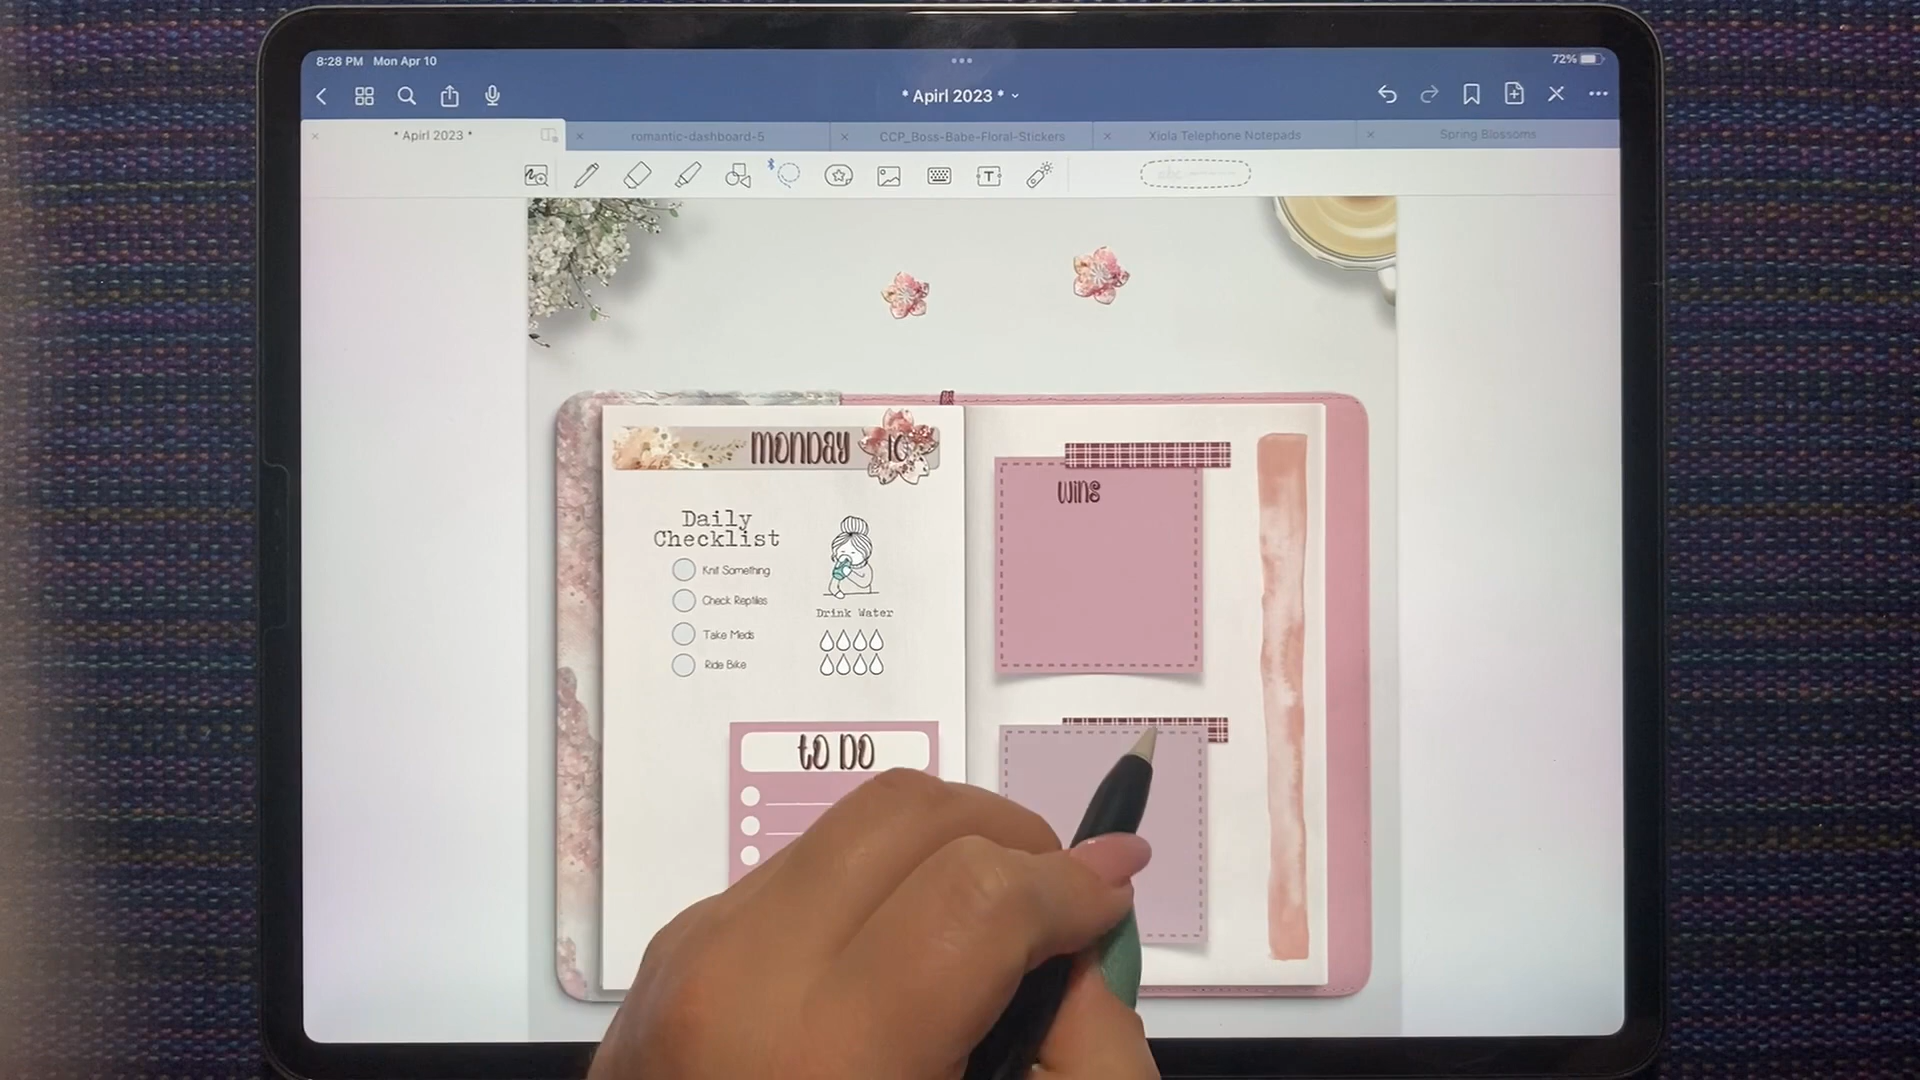 8:28 PM Mon Apr 10
72%
* Apirl 2023 *
* Apirl 2023 *
romantic-dashboard-5
CCP_Boss-Babe-Floral-Stickers
Xiola Telephone Notepads
Spring Blossoms
T
Monday 10
Daily
Checklist
Knit Something
Check Reptiles
Take Meds
Ride Bike
Drink Water
To Do
Wins